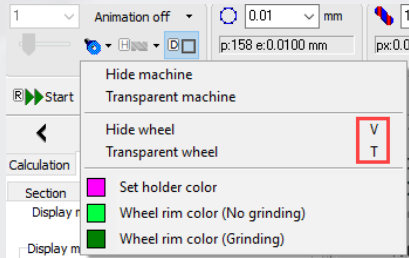 1 Animation off 0.01 mm
H D p:158 e:0.0100 mm px:0.0
Hide machine
Transparent machine
R Start
Hide wheel V
Transparent wheel T
Calculation
Set holder color
Section
Wheel rim color (No grinding)
Display
Wheel rim color (Grinding)
Display m